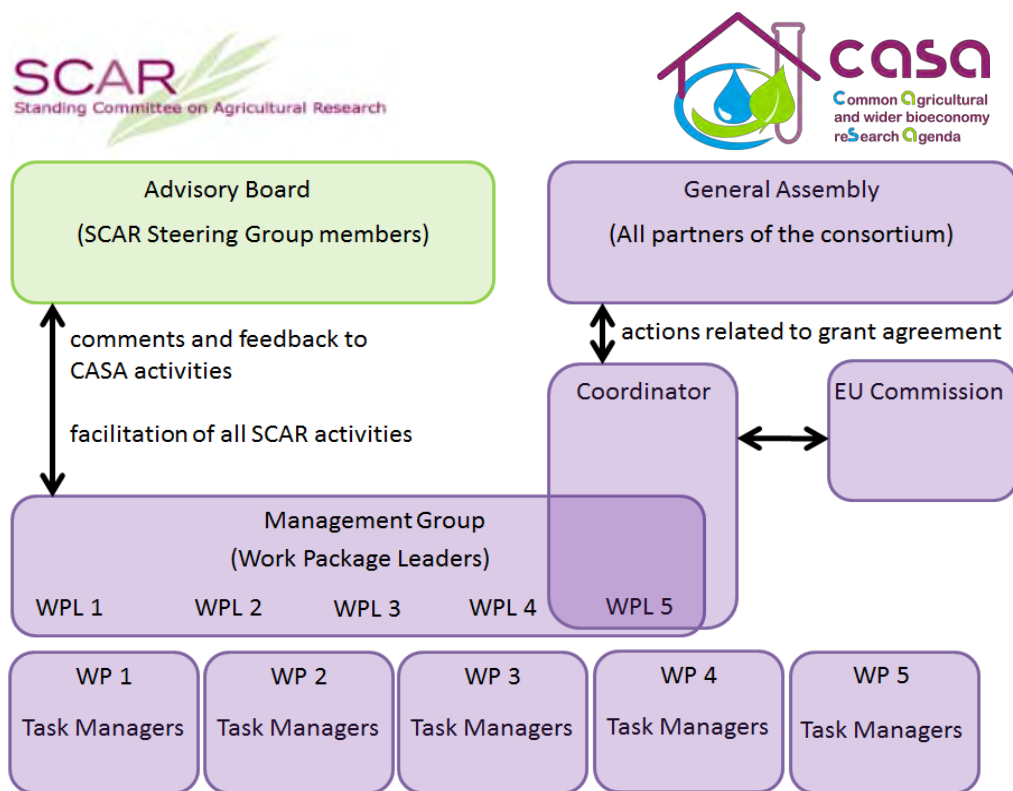 SCAR
Standing Committee on Agricultural Research
casa
Common Agricultural
and wider bioeconomy
reSearch Agenda
Advisory Board
(SCAR Steering Group members)
General Assembly
(All partners of the consortium)
comments and feedback to
CASA activities
facilitation of all SCAR activities
actions related to grant agreement
Coordinator
EU Commission
Management Group
(Work Package Leaders)
WPL 1
WPL 2
WPL 3
WPL 4
WPL 5
WP 1
Task Managers
WP 2
Task Managers
WP 3
Task Managers
WP 4
Task Managers
WP 5
Task Managers